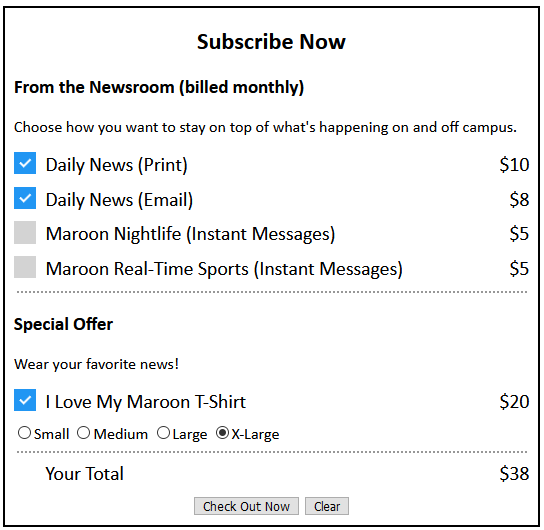 Subscribe Now
From the Newsroom (billed monthly)
Choose how you want to stay on top of what's happening on and off campus.
Daily News (Print) $10
Daily News (Email) $8
Maroon Nightlife (Instant Messages) $5
Maroon Real-Time Sports (Instant Messages) $5
Special Offer
Wear your favorite news!
I Love My Maroon T-Shirt $20
Small Medium Large X-Large
Your Total $38
Check Out Now Clear